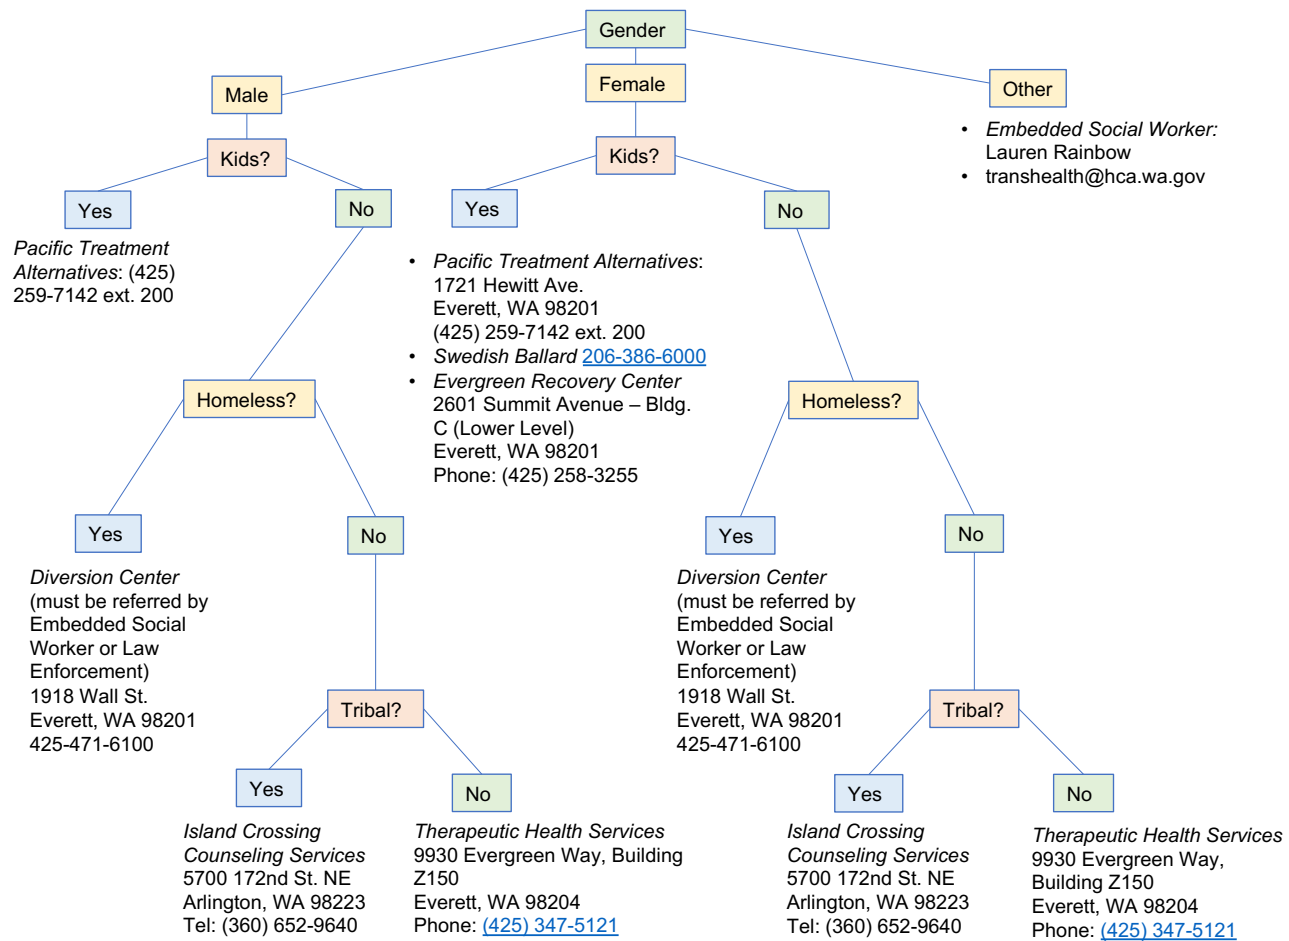 Gender
Male
Female
Other
• Embedded Social Worker:
Lauren Rainbow
• transhealth@hca.wa.gov
Kids?
Kids?
Yes
No
Yes
No
Pacific Treatment
Alternatives: (425)
259-7142 ext. 200
• Pacific Treatment Alternatives:
1721 Hewitt Ave.
Everett, WA 98201
(425) 259-7142 ext. 200
• Swedish Ballard 206-386-6000
• Evergreen Recovery Center
2601 Summit Avenue – Bldg.
C (Lower Level)
Everett, WA 98201
Phone: (425) 258-3255
Homeless?
Homeless?
Yes
No
Yes
No
Diversion Center
(must be referred by
Embedded Social
Worker or Law
Enforcement)
1918 Wall St.
Everett, WA 98201
425-471-6100
Diversion Center
(must be referred by
Embedded Social
Worker or Law
Enforcement)
1918 Wall St.
Everett, WA 98201
425-471-6100
Tribal?
Tribal?
Yes
No
Yes
No
Island Crossing
Counseling Services
5700 172nd St. NE
Arlington, WA 98223
Tel: (360) 652-9640
Therapeutic Health Services
9930 Evergreen Way, Building
Z150
Everett, WA 98204
Phone: (425) 347-5121
Island Crossing
Counseling Services
5700 172nd St. NE
Arlington, WA 98223
Tel: (360) 652-9640
Therapeutic Health Services
9930 Evergreen Way,
Building Z150
Everett, WA 98204
Phone: (425) 347-5121